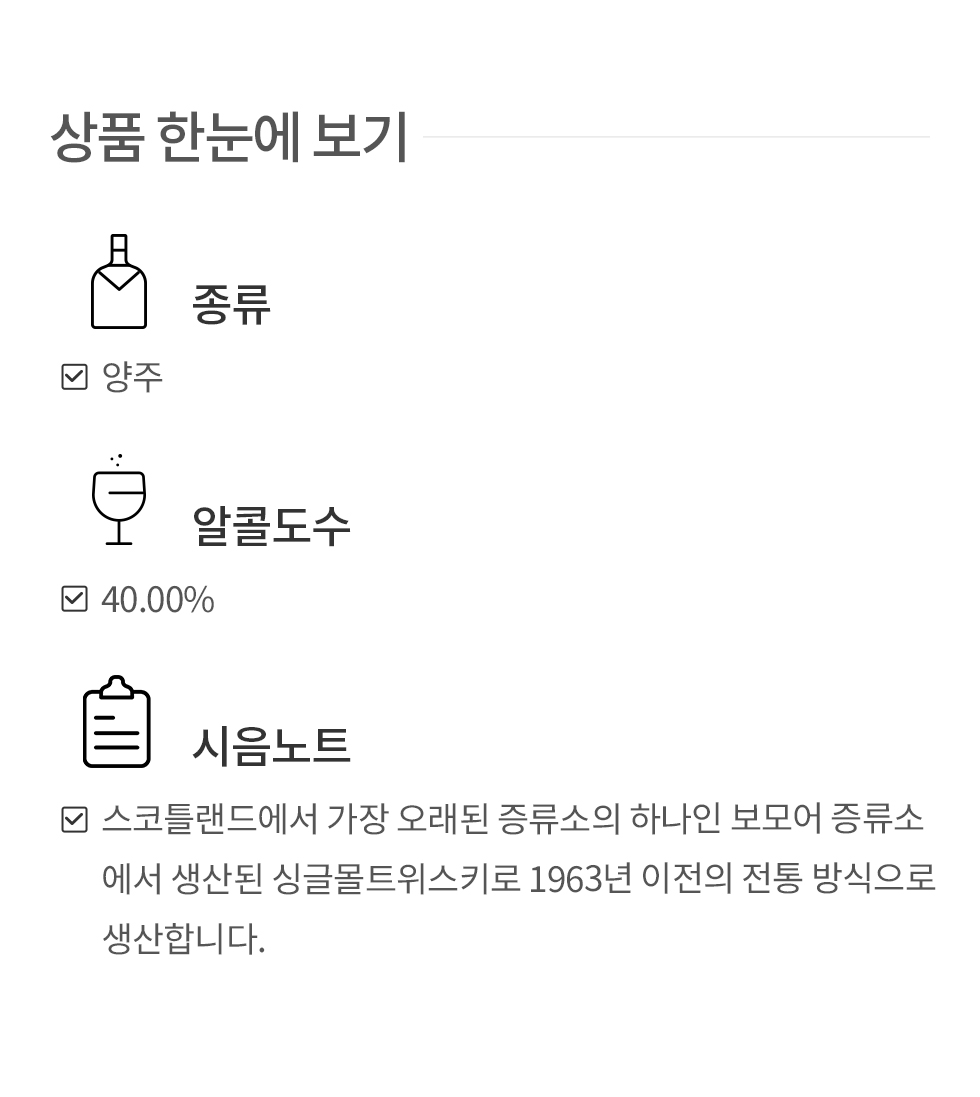 상품 한눈에 보기
종류
양주
알콜도수
40.00%
시음노트
스코틀랜드에서 가장 오래된 증류소의 하나인 보모어 증류소
에서 생산된 싱글몰트위스키로 1963년 이전의 전통 방식으로
생산합니다.